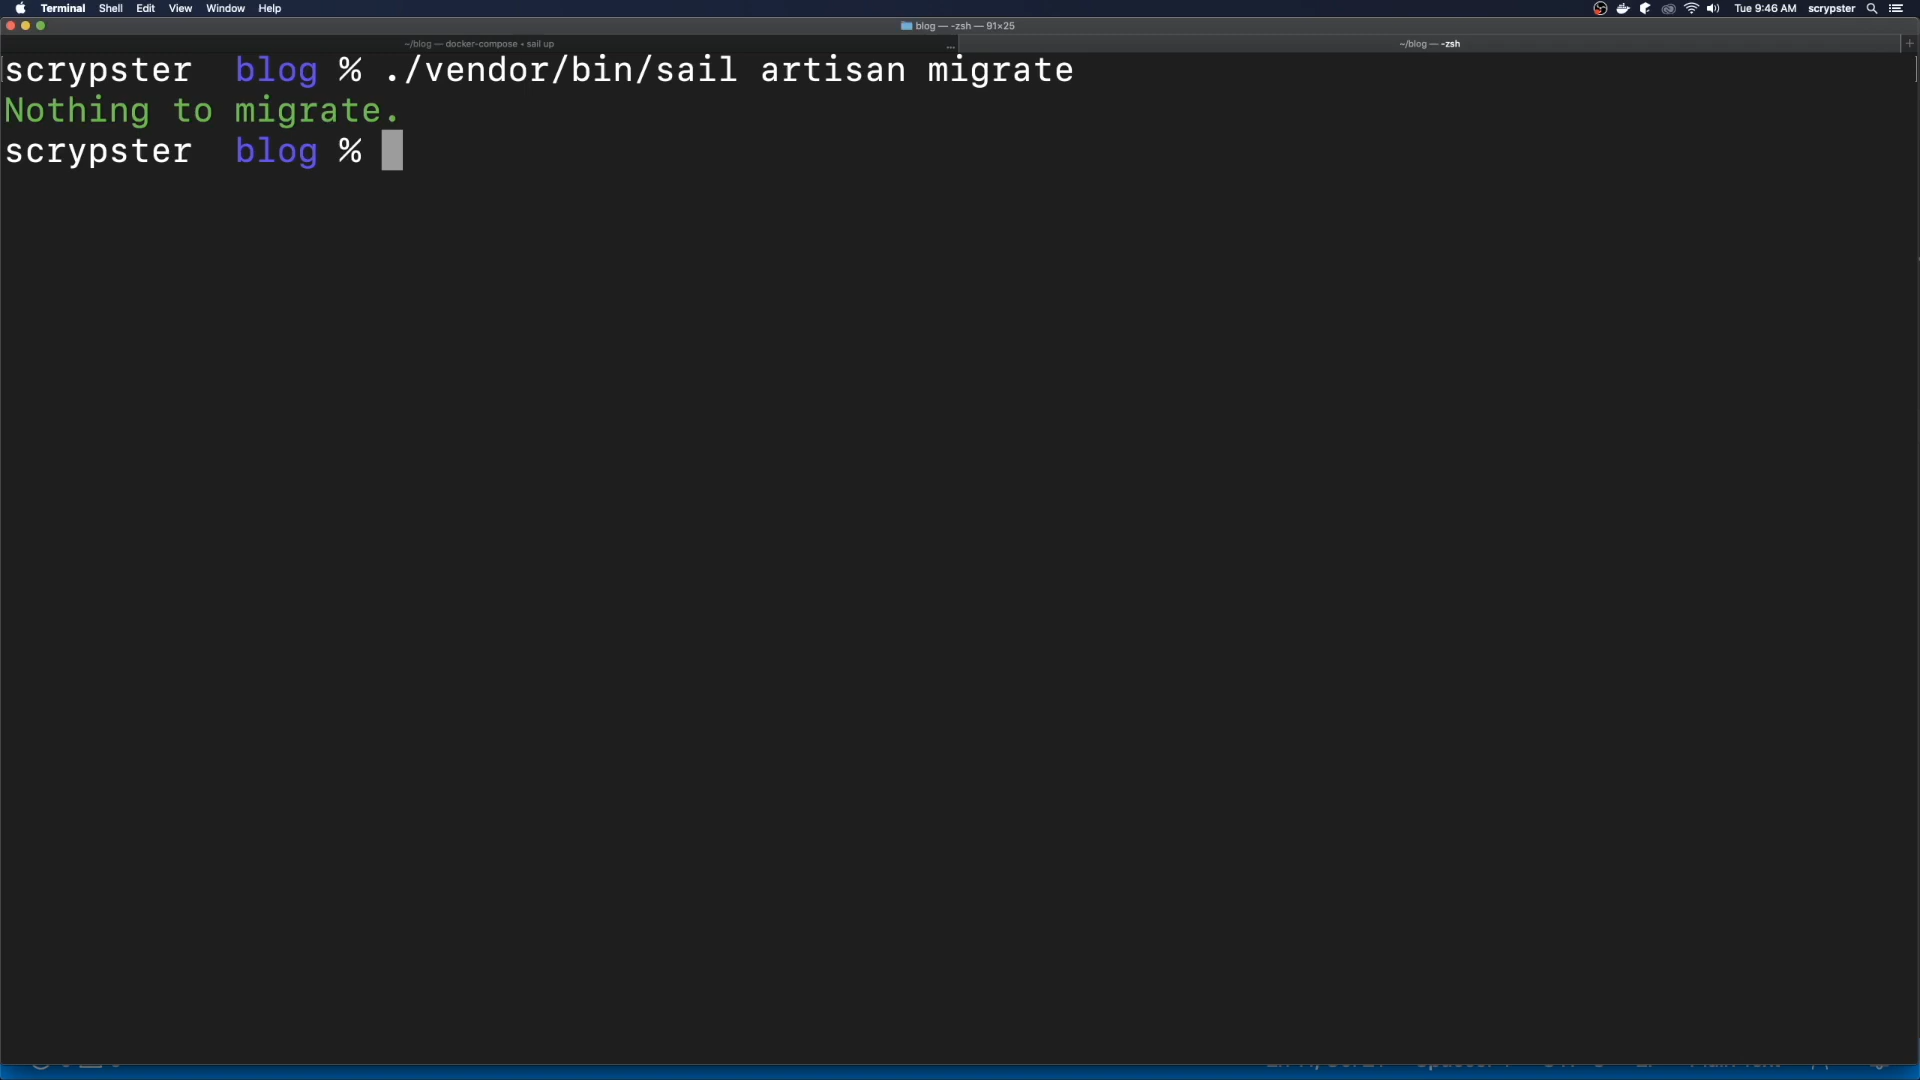 Terminal Shell Edit View Window Help Tue 9:46 AM scrypster
blog — -zsh — 91×25
~/blog — docker-compose • sail up ... ~/blog — -zsh +
scrypster blog % ./vendor/bin/sail artisan migrate
Nothing to migrate.
scrypster blog %